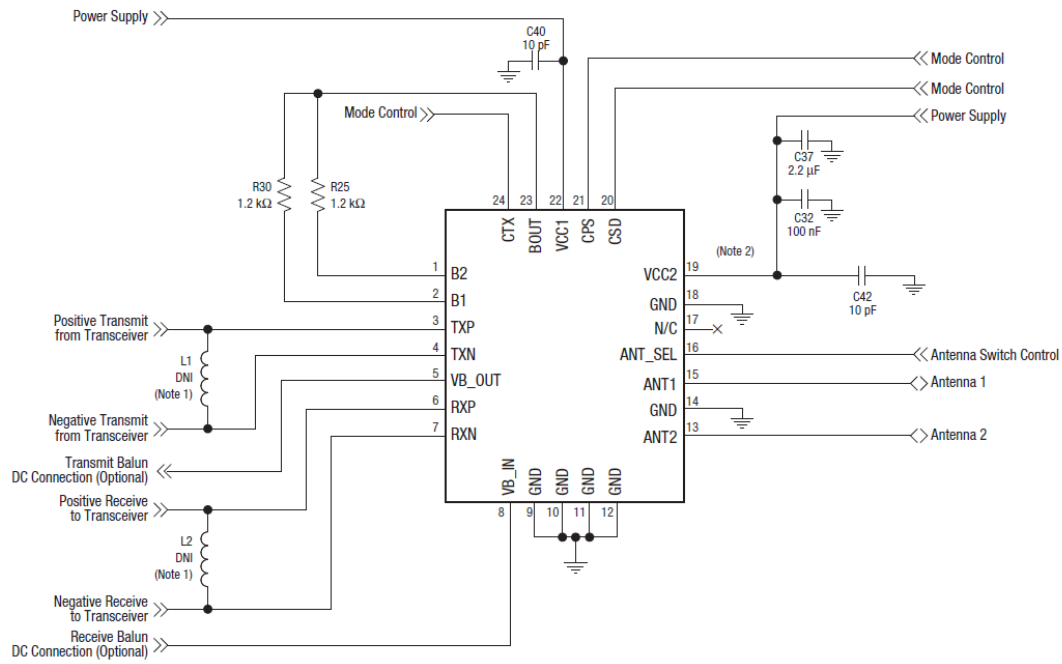 Power Supply
C40
10 pF
Mode Control
Mode Control
Mode Control
Power Supply
C37
2.2 µF
R30
1.2 kΩ
R25
1.2 kΩ
C32
100 nF
24
23
22
21
20
CTX
BOUT
VCC1
CPS
CSD
(Note 2)
1
B2
VCC2
19
2
B1
GND
18
C42
10 pF
Positive Transmit
from Transceiver
3
TXP
N/C
17
L1
DNI
(Note 1)
4
TXN
ANT_SEL
16
Antenna Switch Control
5
VB_OUT
ANT1
15
Antenna 1
6
RXP
GND
14
Negative Transmit
from Transceiver
7
RXN
ANT2
13
Antenna 2
Transmit Balun
DC Connection (Optional)
VB_IN
GND
GND
GND
GND
8
9
10
11
12
Positive Receive
to Transceiver
L2
DNI
(Note 1)
Negative Receive
to Transceiver
Receive Balun
DC Connection (Optional)